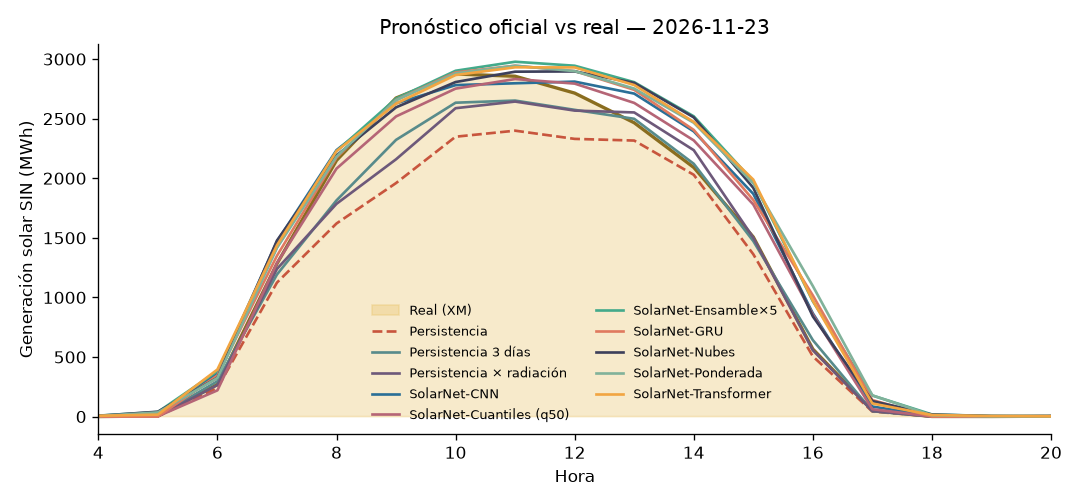 Pronóstico oficial vs real — 2026-11-23
Generación solar SIN (MWh)
3000
2500
2000
1500
1000
500
0
Real (XM)
Persistencia
Persistencia 3 días
Persistencia × radiación
SolarNet-CNN
SolarNet-Cuantiles (q50)
SolarNet-Ensamble×5
SolarNet-GRU
SolarNet-Nubes
SolarNet-Ponderada
SolarNet-Transformer
4 6 8 10 12 14 16 18 20
Hora